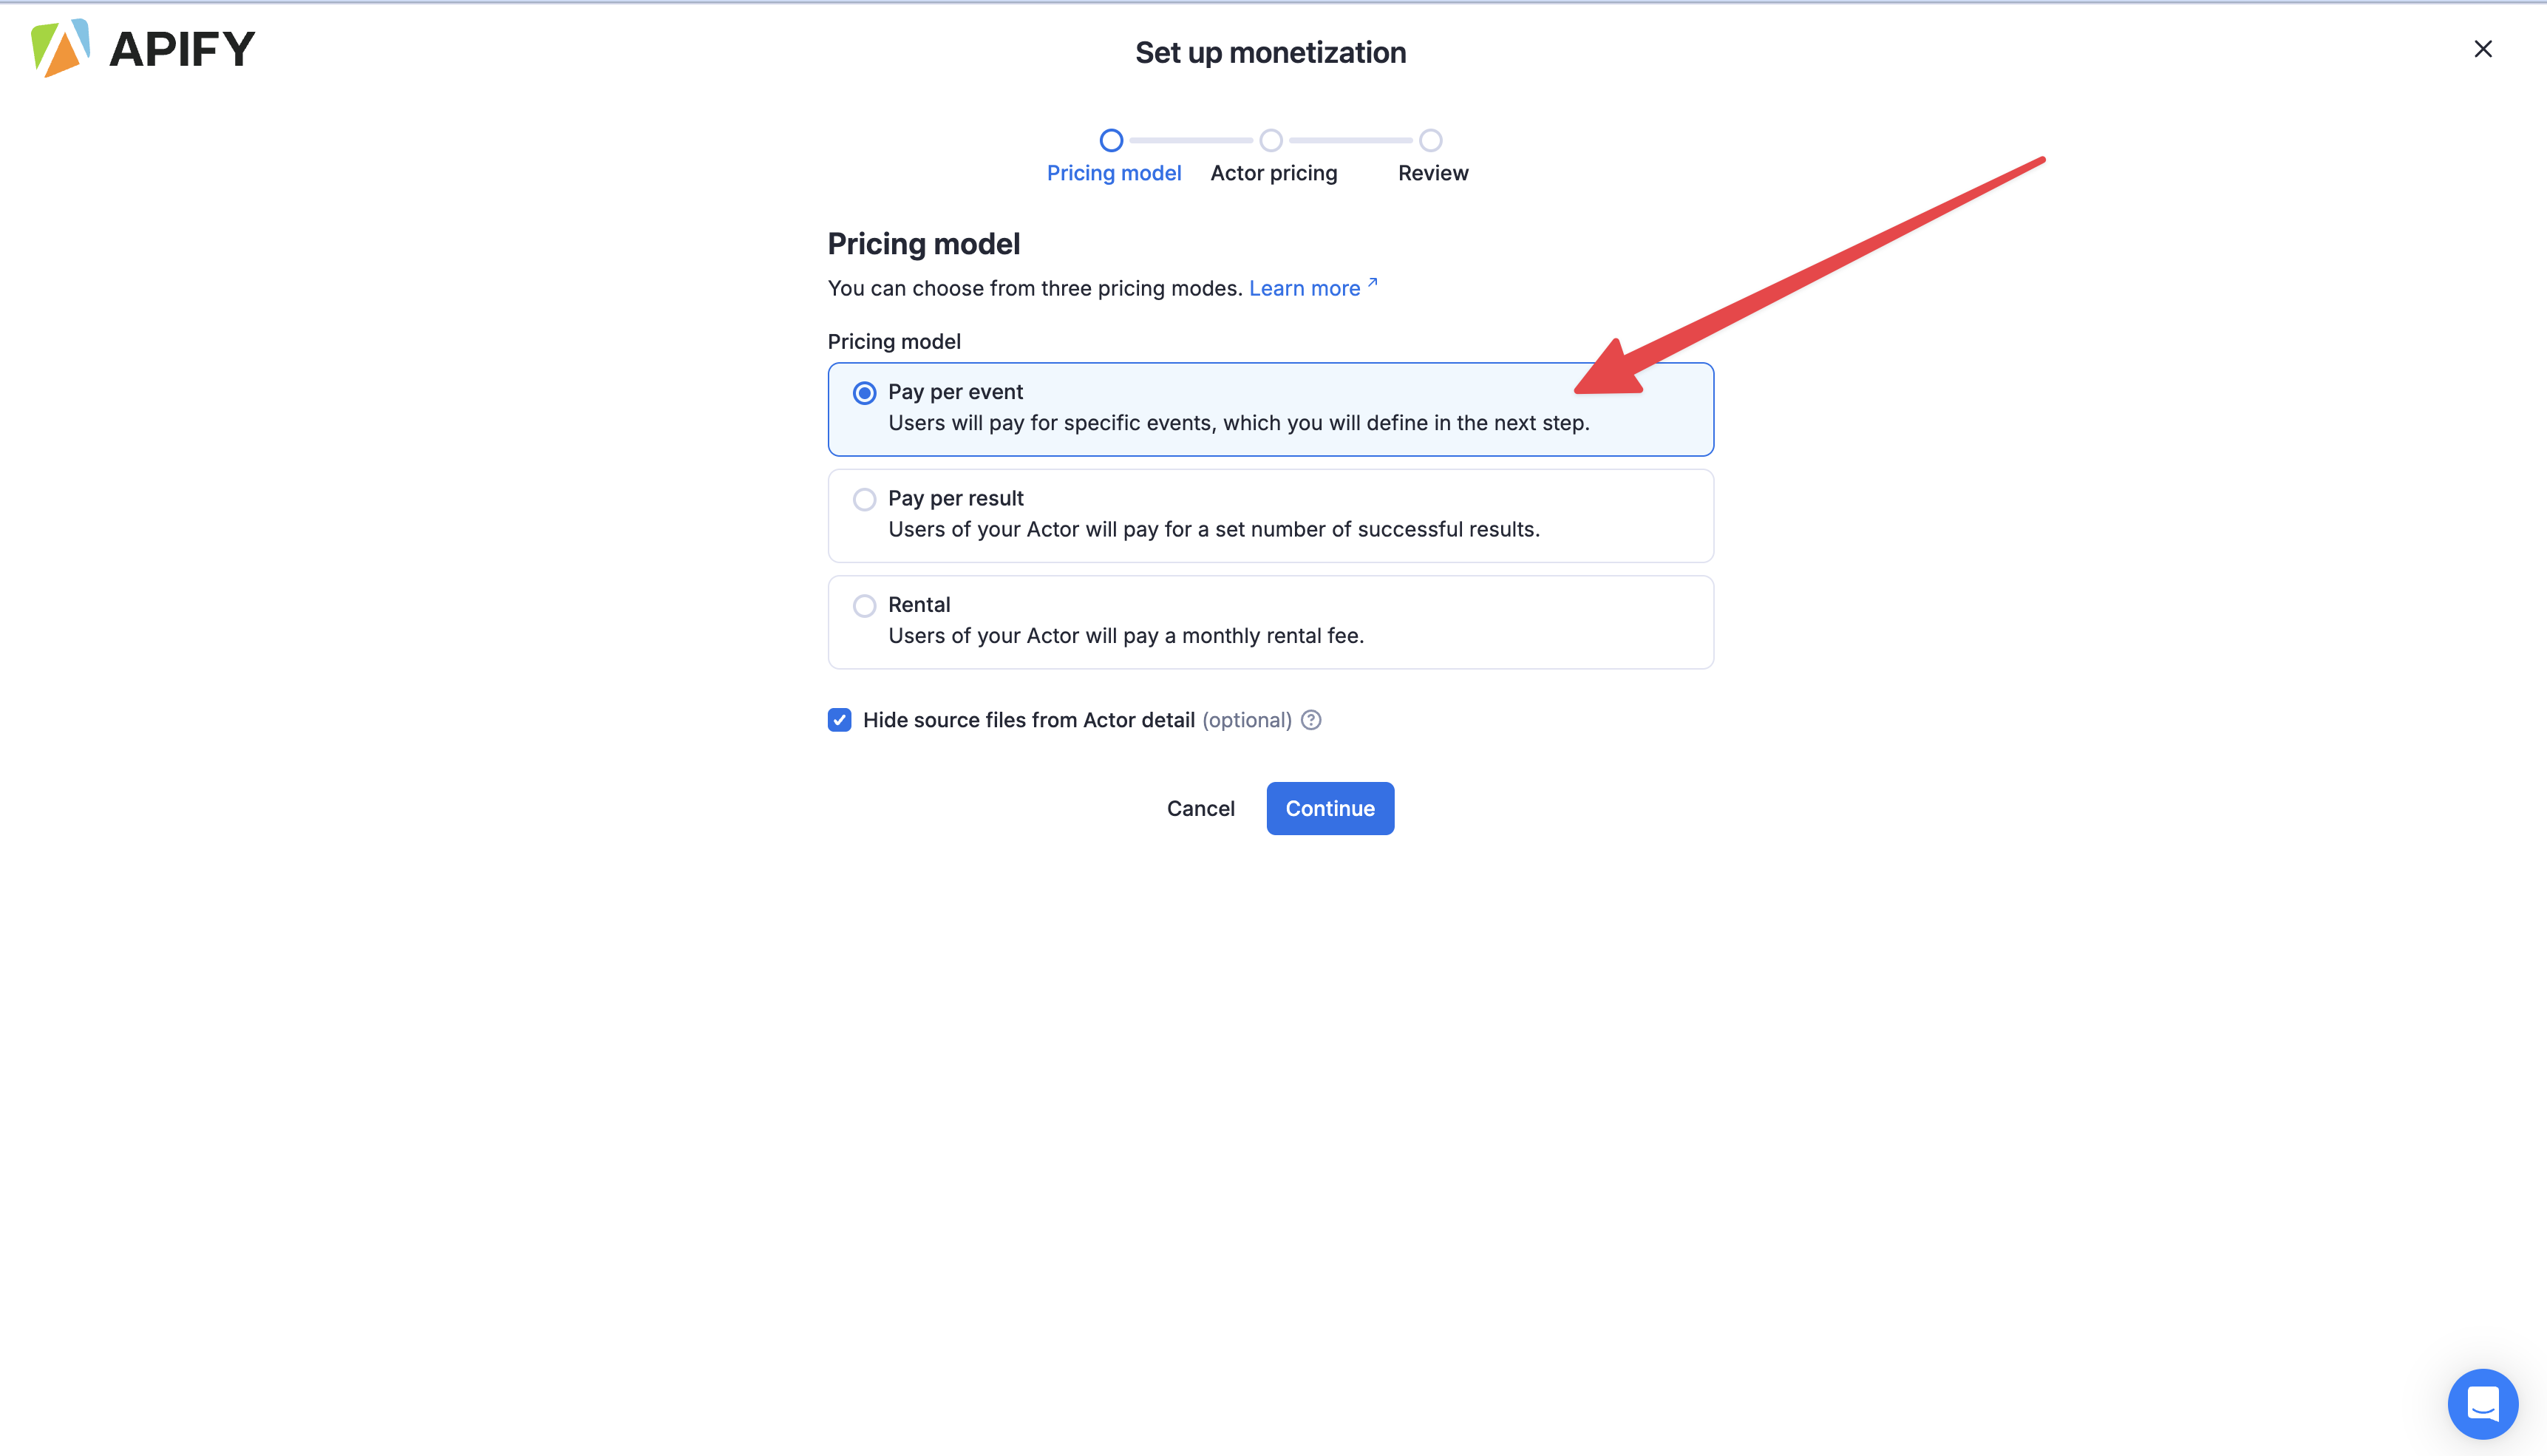 APIFY
Set up monetization
Pricing model
Actor pricing
Review
Pricing model
You can choose from three pricing modes. Learn more
Pricing model
Pay per event
Users will pay for specific events, which you will define in the next step.
Pay per result
Users of your Actor will pay for a set number of successful results.
Rental
Users of your Actor will pay a monthly rental fee.
Hide source files from Actor detail (optional)
Cancel
Continue